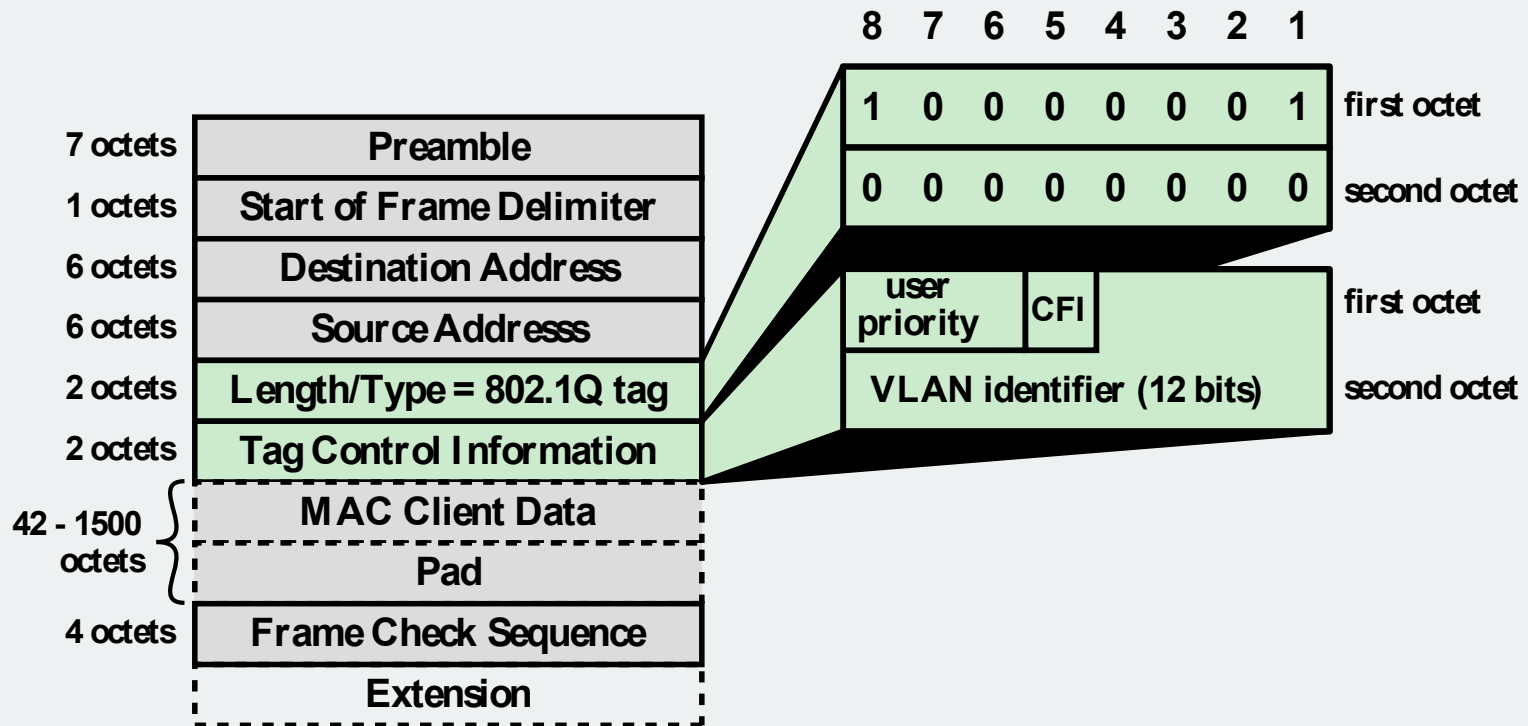 8 7 6 5 4 3 2 1
1 0 0 0 0 0 0 1 first octet
0 0 0 0 0 0 0 0 second octet
user
priority
CFI
first octet
VLAN identifier (12 bits) second octet
7 octets Preamble
1 octets Start of Frame Delimiter
6 octets Destination Address
6 octets Source Addresss
2 octets Length/Type = 802.1Q tag
2 octets Tag Control Information
42 - 1500
octets
MAC Client Data
Pad
4 octets Frame Check Sequence
Extension